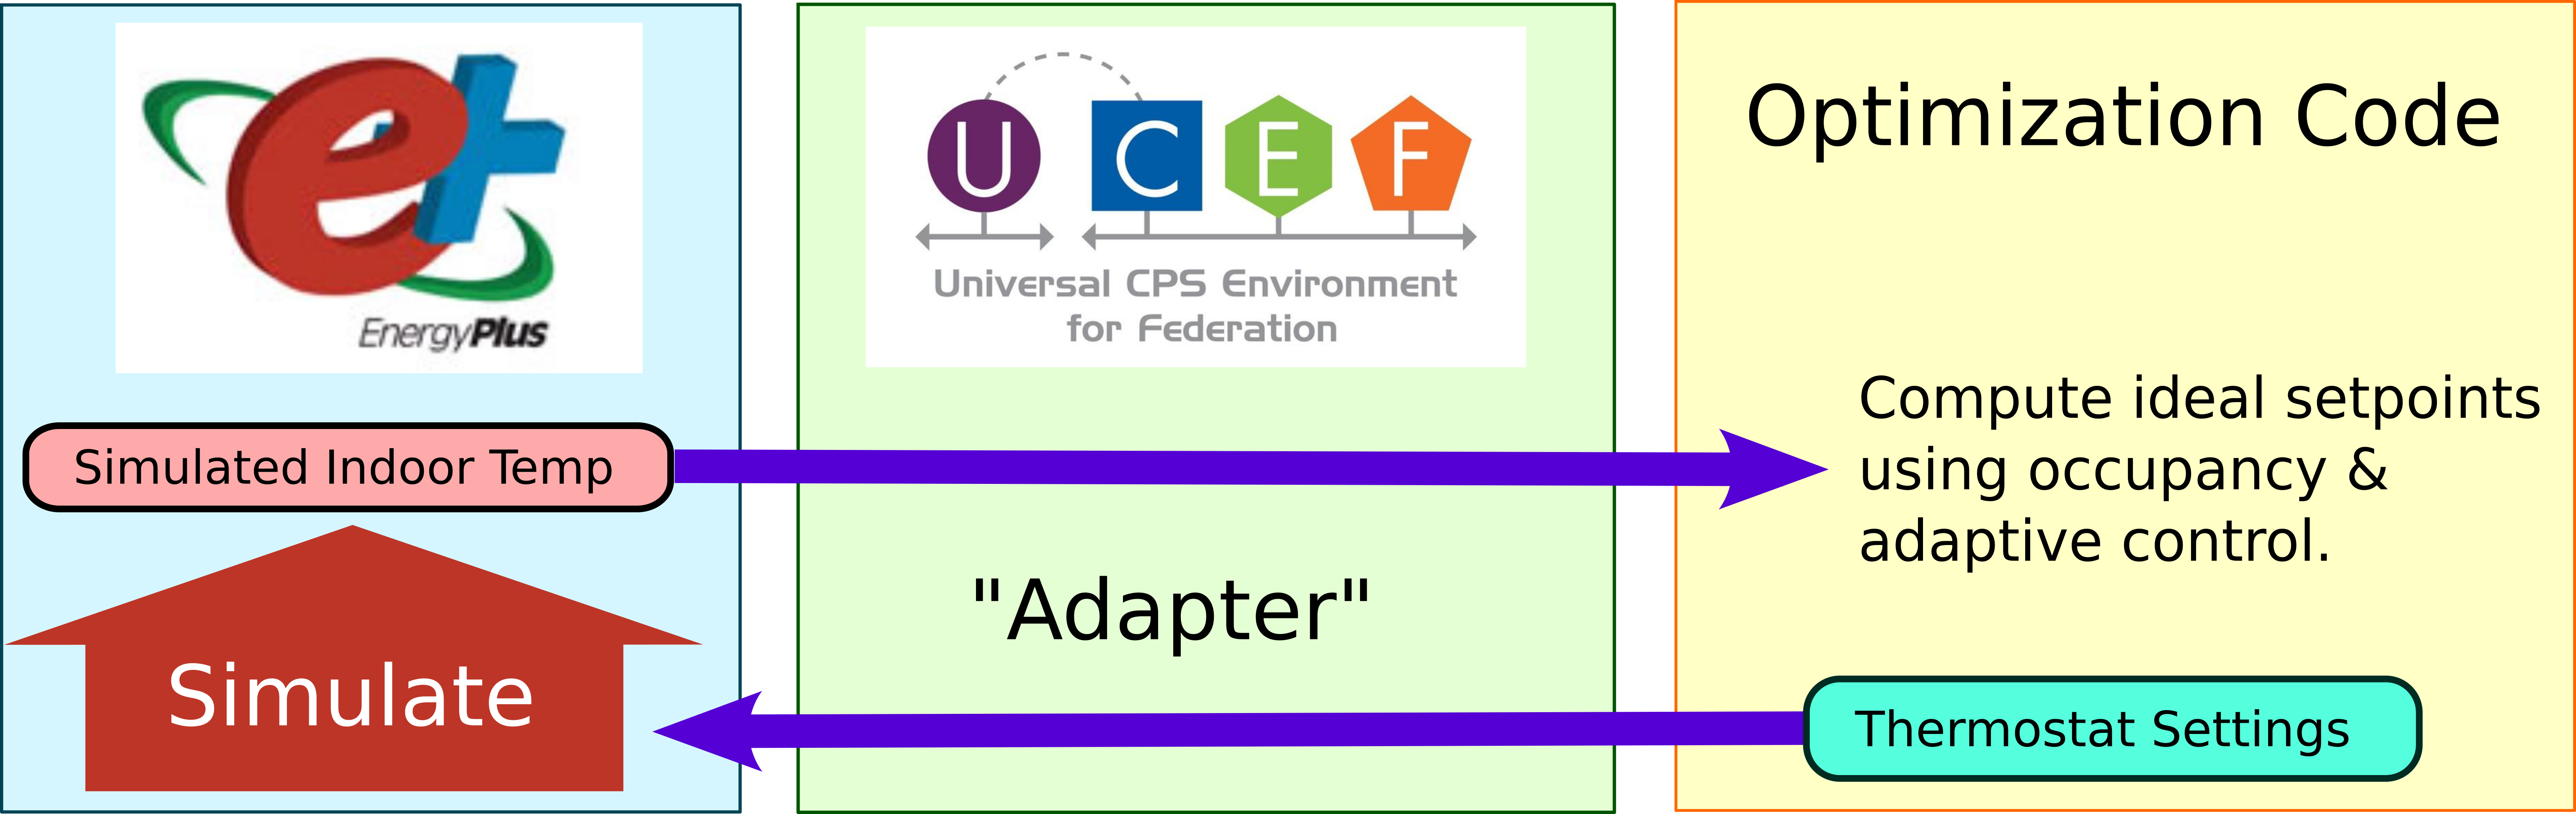 e+
EnergyPlus
Simulated Indoor Temp
Simulate
U C E F
Universal CPS Environment
for Federation
"Adapter"
Optimization Code
Compute ideal setpoints
using occupancy &
adaptive control.
Thermostat Settings